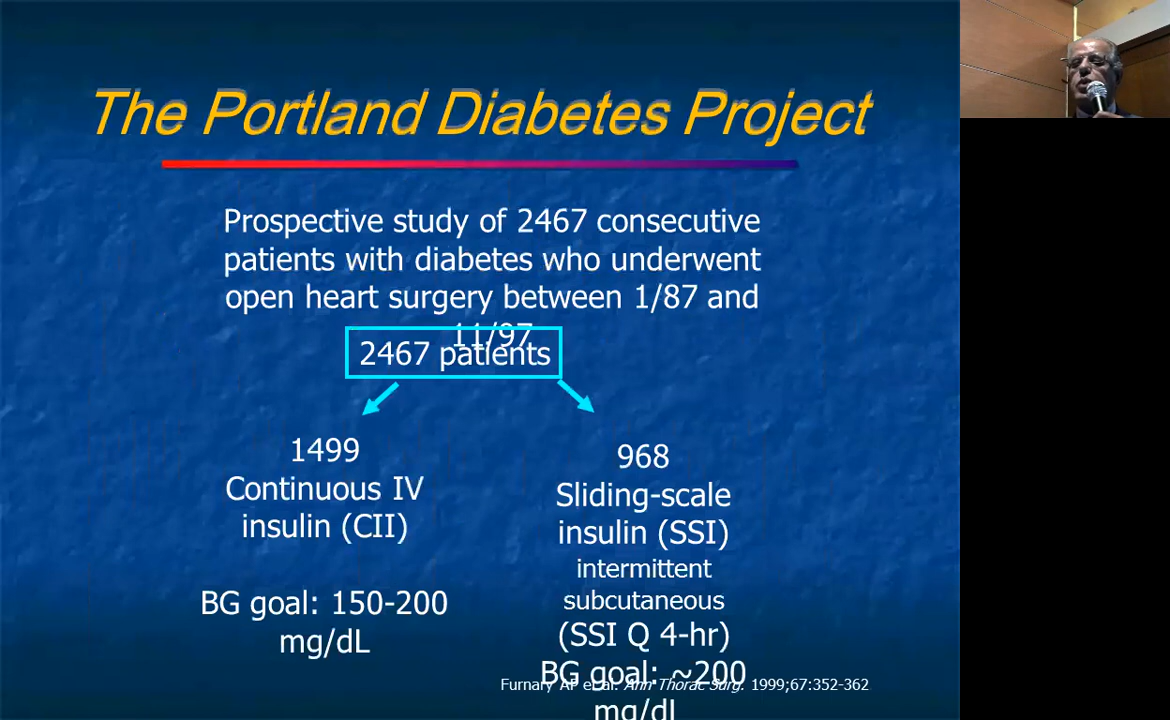 The Portland Diabetes Project
Prospective study of 2467 consecutive
patients with diabetes who underwent
open heart surgery between 1/87 and
11/97
2467 patients
1499
Continuous IV
insulin (CII)
BG goal: 150-200
mg/dL
968
Sliding-scale
insulin (SSI)
intermittent
subcutaneous
(SSI Q 4-hr)
BG goal: ~200
mg/dl
Furnary AP et al. Ann Thorac Surg. 1999;67:352-362